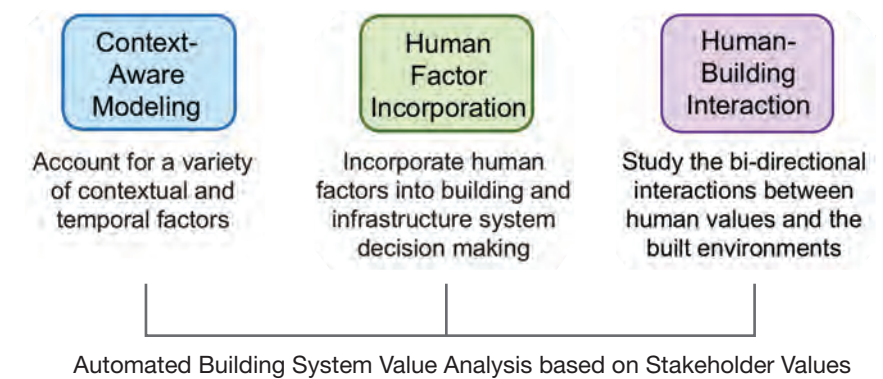 Context-
Aware
Modeling
Account for a variety
of contextual and
temporal factors
Human
Factor
Incorporation
Incorporate human
factors into building and
infrastructure system
decision making
Human-
Building
Interaction
Study the bi-directional
interactions between
human values and the
built environments
Automated Building System Value Analysis based on Stakeholder Values